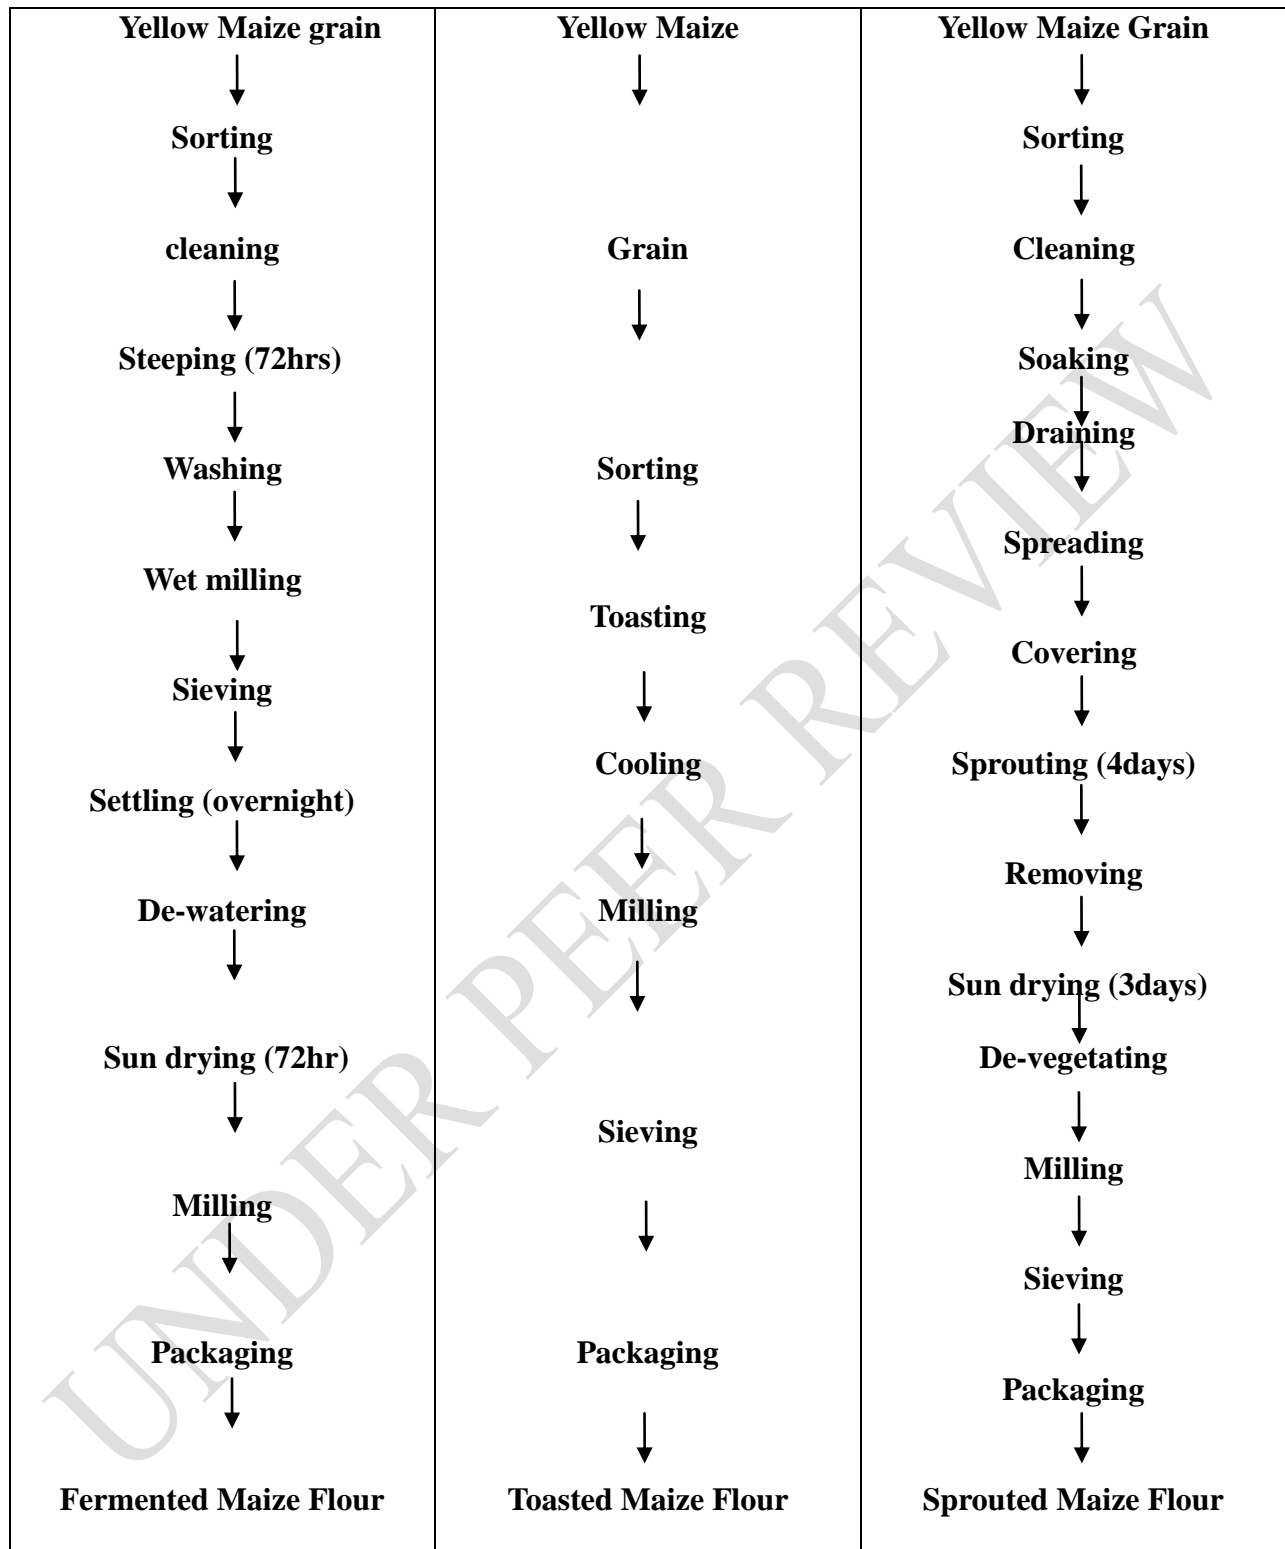 Yellow Maize grain
Sorting
cleaning
Steeping (72hrs)
Washing
Wet milling
Sieving
Settling (overnight)
De-watering
Sun drying (72hr)
Milling
Packaging
Fermented Maize Flour
Yellow Maize
Grain
Sorting
Toasting
Cooling
Milling
Sieving
Packaging
Toasted Maize Flour
Yellow Maize Grain
Sorting
Cleaning
Soaking
Draining
Spreading
Covering
Sprouting (4days)
Removing
Sun drying (3days)
De-vegetating
Milling
Sieving
Packaging
Sprouted Maize Flour
UNDER PEER REVIEW